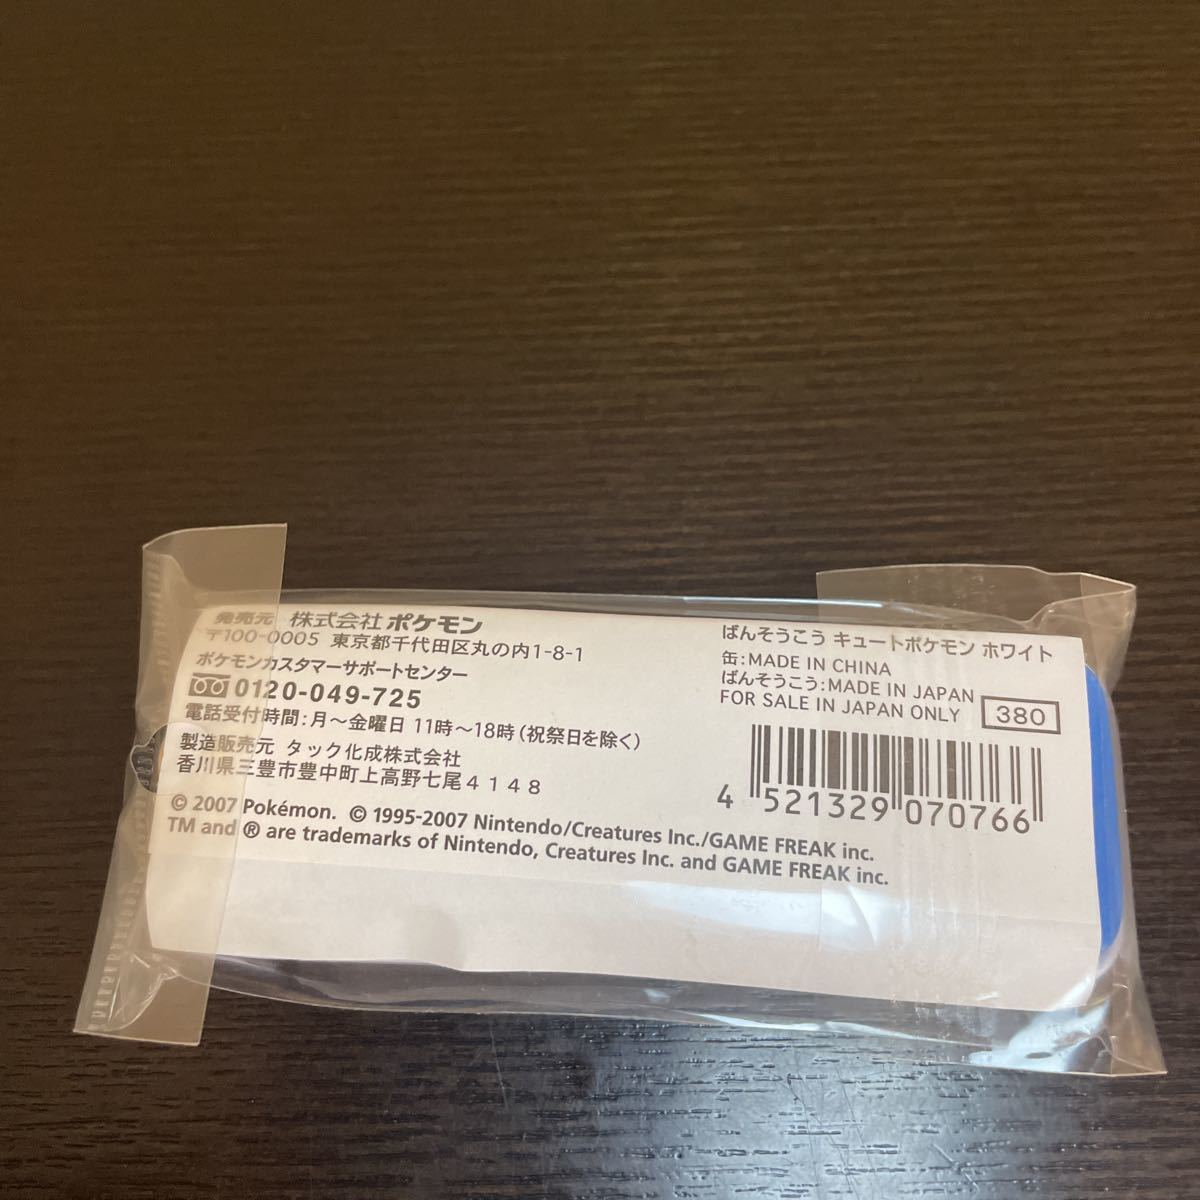 発売元 株式会社 ポケモン
〒100-0005 東京都千代田区丸の内1-8-1
ポケモンカスタマーサポートセンター
0120-049-725
電話受付時間：月～金曜日 11時～18時（祝祭日を除く）
製造販売元 タック化成株式会社
香川県三豊市豊中町上高野七尾４１４８
© 2007 Pokémon. © 1995-2007 Nintendo/Creatures Inc./GAME FREAK inc.
TM and ® are trademarks of Nintendo, Creatures Inc. and GAME FREAK inc.
ばんそうこう キュートポケモン ホワイト
缶：MADE IN CHINA
ばんそうこう：MADE IN JAPAN
FOR SALE IN JAPAN ONLY 380
4 521329 070766